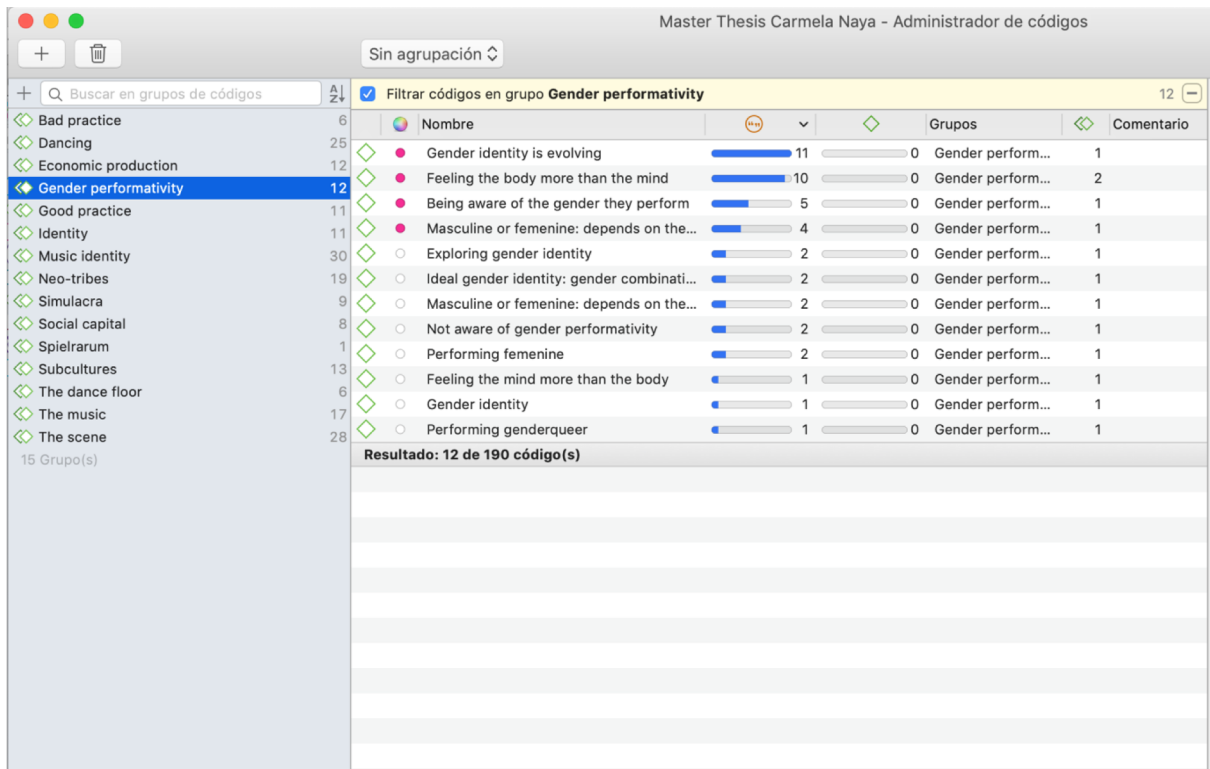 Master Thesis Carmela Naya - Administrador de códigos
Sin agrupación
Buscar en grupos de códigos
Bad practice 6
Dancing 25
Economic production 12
Gender performativity 12
Good practice 11
Identity 11
Music identity 30
Neo-tribes 19
Simulacra 9
Social capital 8
Spielrarum 1
Subcultures 13
The dance floor 6
The music 17
The scene 28
15 Grupo(s)
Filtrar códigos en grupo Gender performativity 12
Nombre Grupos Comentario
Gender identity is evolving 11 0 Gender perform... 1
Feeling the body more than the mind 10 0 Gender perform... 2
Being aware of the gender they perform 5 0 Gender perform... 1
Masculine or femenine: depends on the... 4 0 Gender perform... 1
Exploring gender identity 2 0 Gender perform... 1
Ideal gender identity: gender combinati... 2 0 Gender perform... 1
Masculine or femenine: depends on the... 2 0 Gender perform... 1
Not aware of gender performativity 2 0 Gender perform... 1
Performing femenine 2 0 Gender perform... 1
Feeling the mind more than the body 1 0 Gender perform... 1
Gender identity 1 0 Gender perform... 1
Performing genderqueer 1 0 Gender perform... 1
Resultado: 12 de 190 código(s)